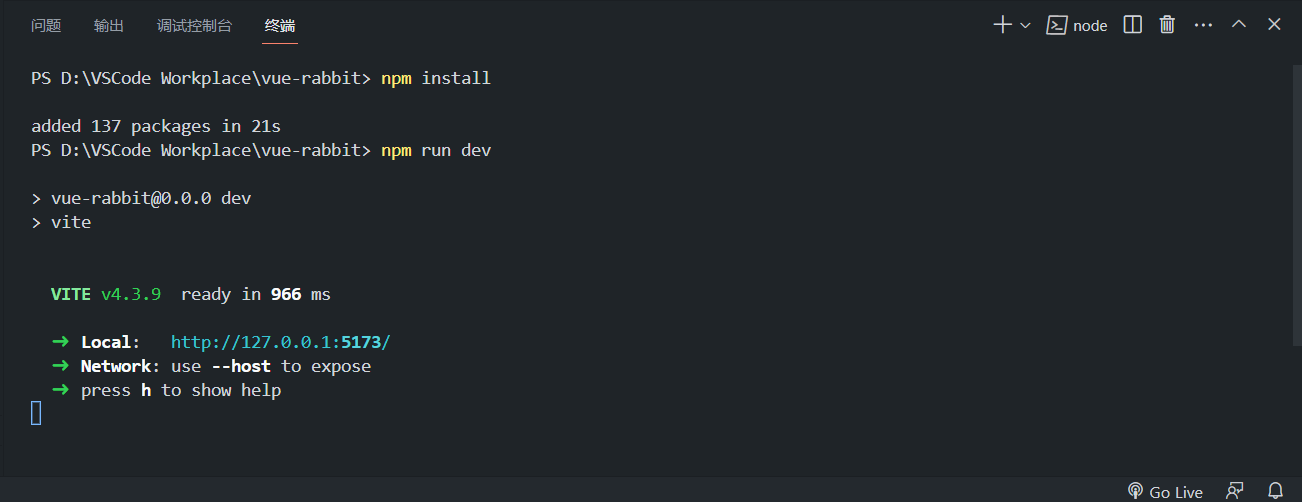 问题 输出 调试控制台 终端 node
PS D:\VSCode Workplace\vue-rabbit> npm install
added 137 packages in 21s
PS D:\VSCode Workplace\vue-rabbit> npm run dev
> vue-rabbit@0.0.0 dev
> vite
VITE v4.3.9 ready in 966 ms
➜ Local: http://127.0.0.1:5173/
➜ Network: use --host to expose
➜ press h to show help
Go Live